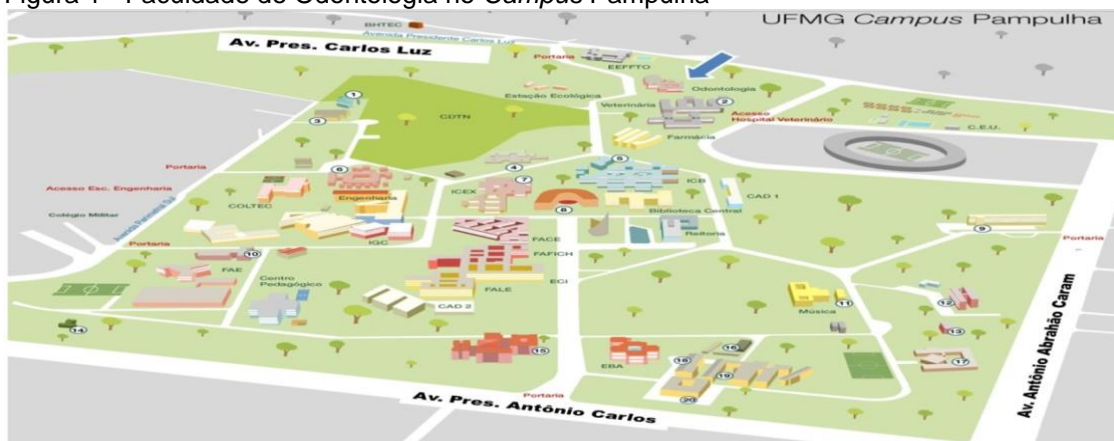 Figura 4 - Faculdade de Odontologia no Campus Pampulha
UFMG Campus Pampulha
BHTEC
Avenida Presidente Carlos Luz
Av. Pres. Carlos Luz
Portaria
EEFFTO
Odontologia
Estação Ecológica
Veterinária
2
Acesso
Hospital Veterinário
1
3
CDTN
Farmácia
C.E.U.
Portaria
4
5
6
7
ICEX
ICB
CAD 1
Acesso Esc. Engenharia
COLTEC
Engenharia
8
Biblioteca Central
Colégio Militar
IGC
FACE
Reitoria
9
Portaria
Portaria
10
FAE
FAFICH
Centro
Pedagógico
FALE
ECI
CAD 2
Música
11
12
13
14
15
EBA
16
17
18
19
20
Portaria
Av. Pres. Antônio Carlos
Av. Antônio Abrahão Caram